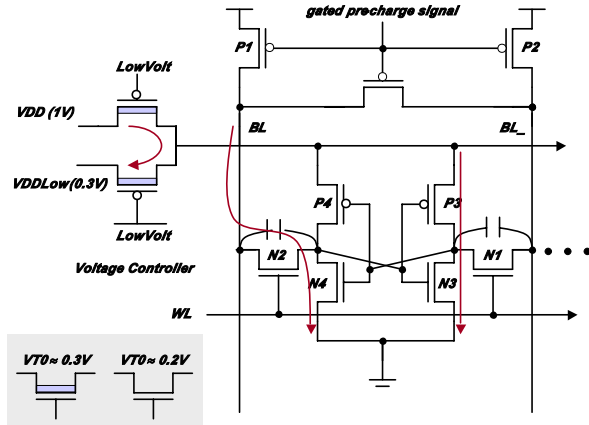 gated precharge signal
P1
P2
LowVolt
VDD (1V)
BL
BL_
VDDLow(0.3V)
P4
P3
LowVolt
N2
N1
Voltage Controller
N4
N3
WL
VT0≈ 0.3V
VT0≈ 0.2V